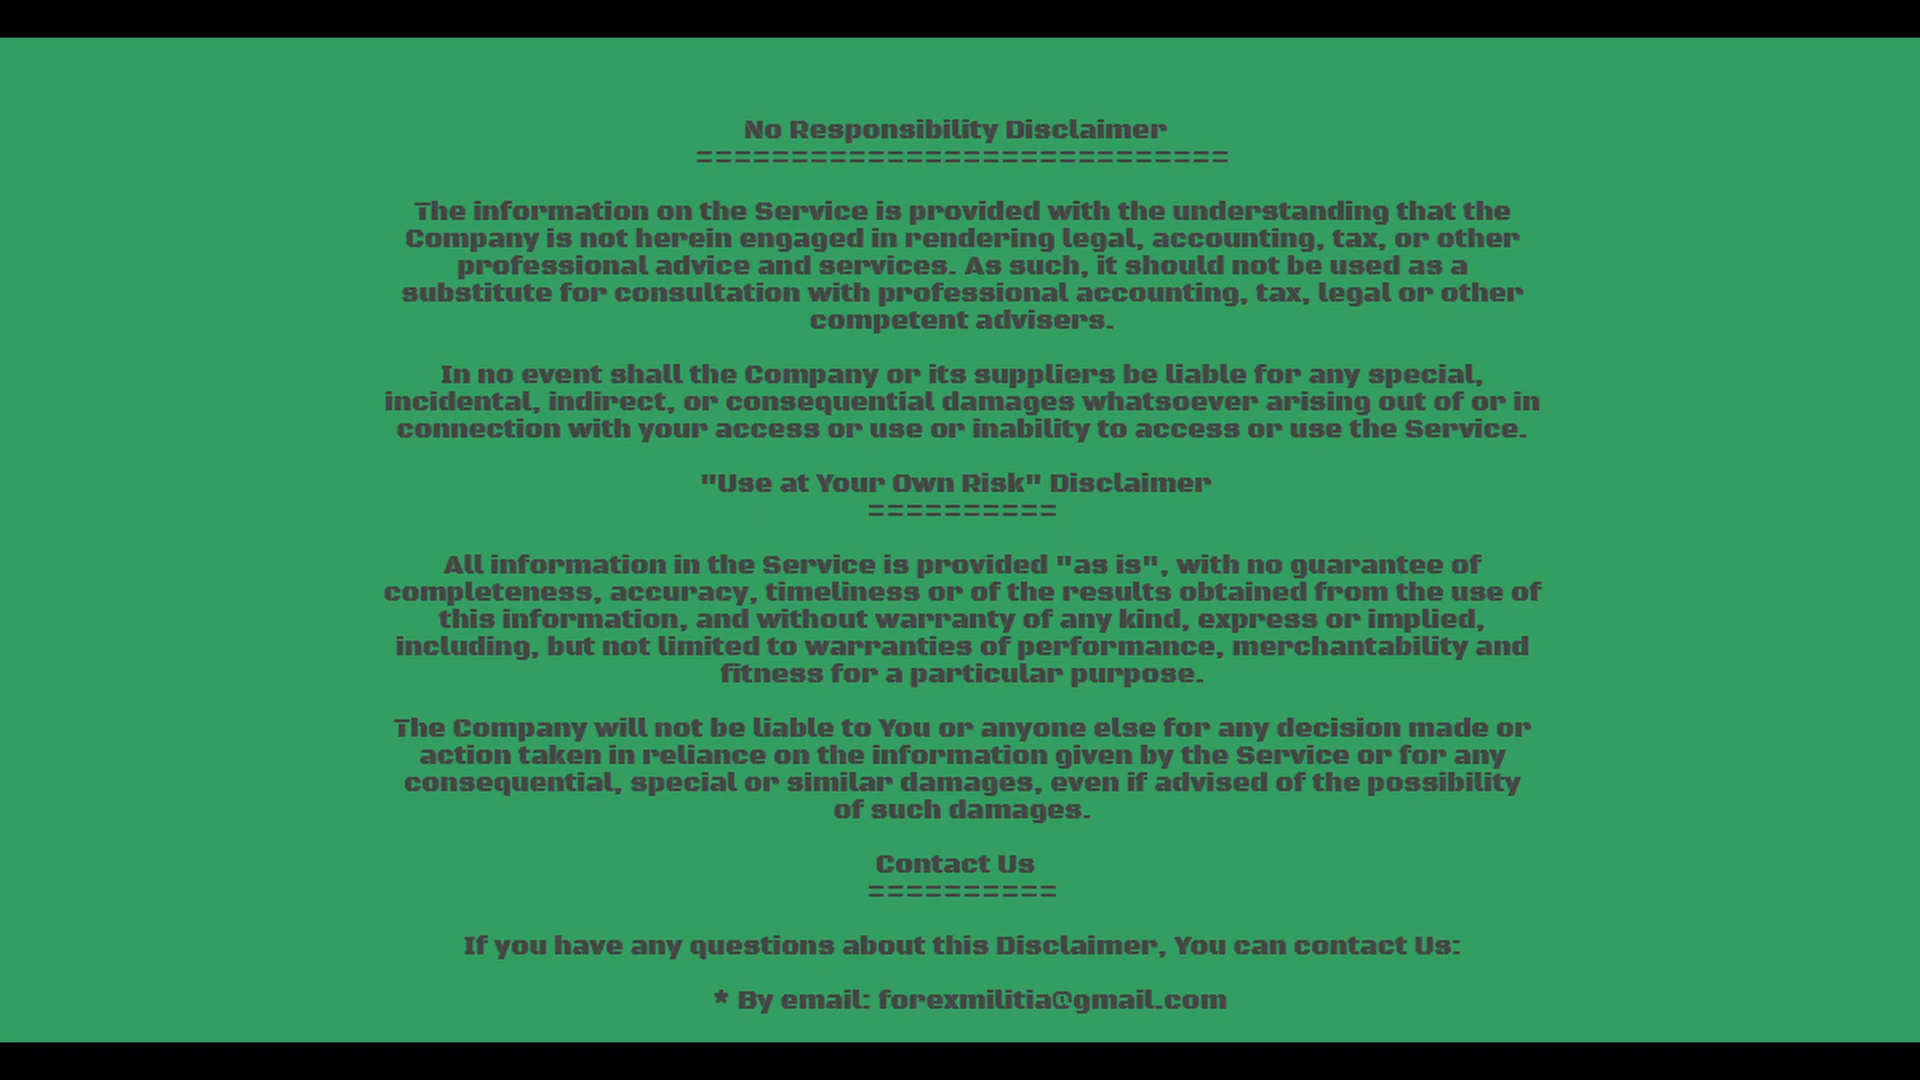 No Responsibility Disclaimer
============================
The information on the Service is provided with the understanding that the
Company is not herein engaged in rendering legal, accounting, tax, or other
professional advice and services. As such, it should not be used as a
substitute for consultation with professional accounting, tax, legal or other
competent advisers.
In no event shall the Company or its suppliers be liable for any special,
incidental, indirect, or consequential damages whatsoever arising out of or in
connection with your access or use or inability to access or use the Service.
"Use at Your Own Risk" Disclaimer
==========
All information in the Service is provided "as is", with no guarantee of
completeness, accuracy, timeliness or of the results obtained from the use of
this information, and without warranty of any kind, express or implied,
including, but not limited to warranties of performance, merchantability and
fitness for a particular purpose.
The Company will not be liable to You or anyone else for any decision made or
action taken in reliance on the information given by the Service or for any
consequential, special or similar damages, even if advised of the possibility
of such damages.
Contact Us
==========
If you have any questions about this Disclaimer, You can contact Us:
* By email: forexmilitia@gmail.com